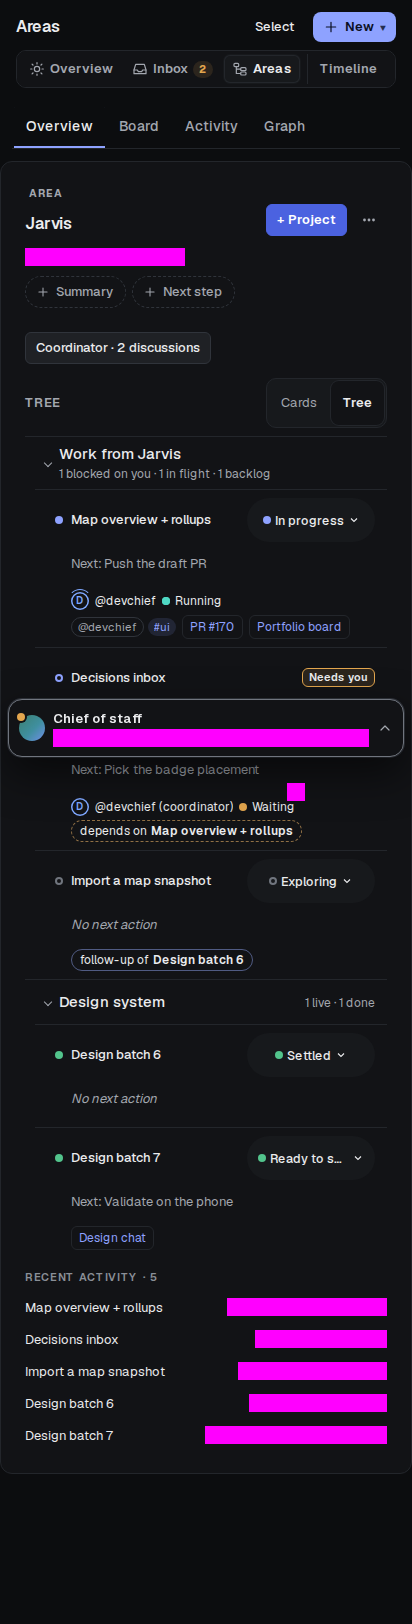 Areas
Select
+ New ▾
Overview
Inbox 2
Areas
Timeline
Overview
Board
Activity
Graph
AREA
Jarvis
+ Project
···
+ Summary
+ Next step
Coordinator · 2 discussions
TREE
Cards
Tree
Work from Jarvis
1 blocked on you · 1 in flight · 1 backlog
Map overview + rollups
In progress
Next: Push the draft PR
D @devchief Running
@devchief #ui PR #170 Portfolio board
Decisions inbox
Needs you
Chief of staff
Next: Pick the badge placement
D @devchief (coordinator) Waiting
depends on Map overview + rollups
Import a map snapshot
Exploring
No next action
follow-up of Design batch 6
Design system
1 live · 1 done
Design batch 6
Settled
No next action
Design batch 7
Ready to s...
Next: Validate on the phone
Design chat
RECENT ACTIVITY · 5
Map overview + rollups
Decisions inbox
Import a map snapshot
Design batch 6
Design batch 7